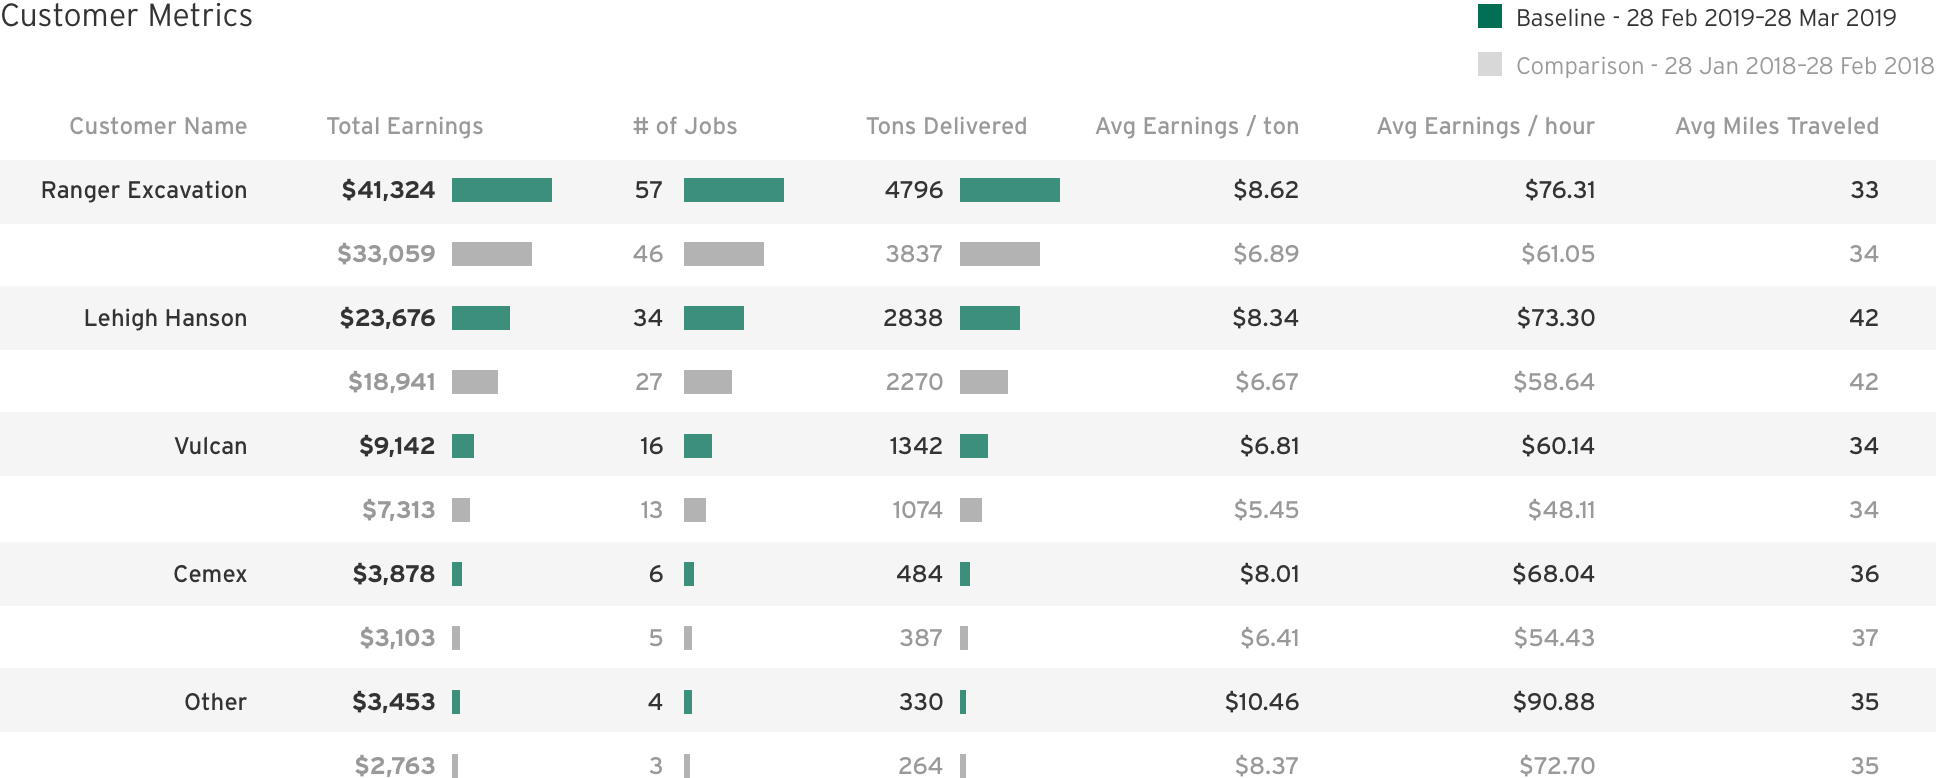 Customer Metrics
Baseline - 28 Feb 2019–28 Mar 2019
Comparison - 28 Jan 2018–28 Feb 2018
Customer Name Total Earnings # of Jobs Tons Delivered Avg Earnings / ton Avg Earnings / hour Avg Miles Traveled
Ranger Excavation $41,324 57 4796 $8.62 $76.31 33
$33,059 46 3837 $6.89 $61.05 34
Lehigh Hanson $23,676 34 2838 $8.34 $73.30 42
$18,941 27 2270 $6.67 $58.64 42
Vulcan $9,142 16 1342 $6.81 $60.14 34
$7,313 13 1074 $5.45 $48.11 34
Cemex $3,878 6 484 $8.01 $68.04 36
$3,103 5 387 $6.41 $54.43 37
Other $3,453 4 330 $10.46 $90.88 35
$2,763 3 264 $8.37 $72.70 35